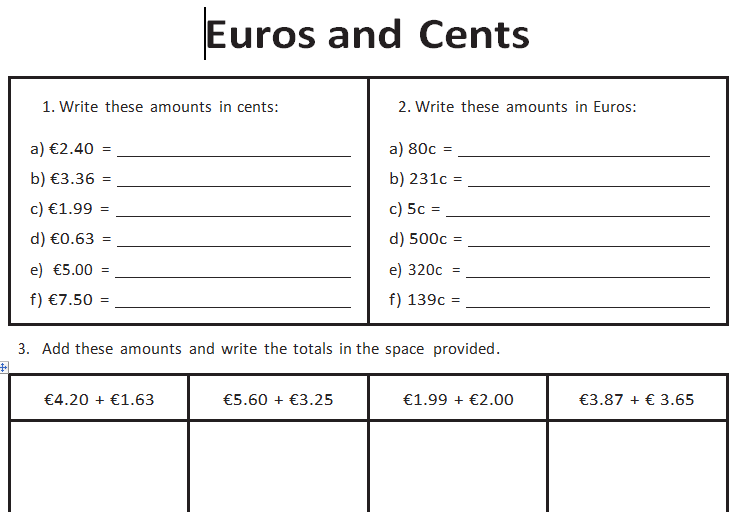 Euros and Cents
1. Write these amounts in cents:
a) €2.40 =
b) €3.36 =
c) €1.99 =
d) €0.63 =
e) €5.00 =
f) €7.50 =
2. Write these amounts in Euros:
a) 80c =
b) 231c =
c) 5c =
d) 500c =
e) 320c =
f) 139c =
3. Add these amounts and write the totals in the space provided.
€4.20 + €1.63
€5.60 + €3.25
€1.99 + €2.00
€3.87 + € 3.65